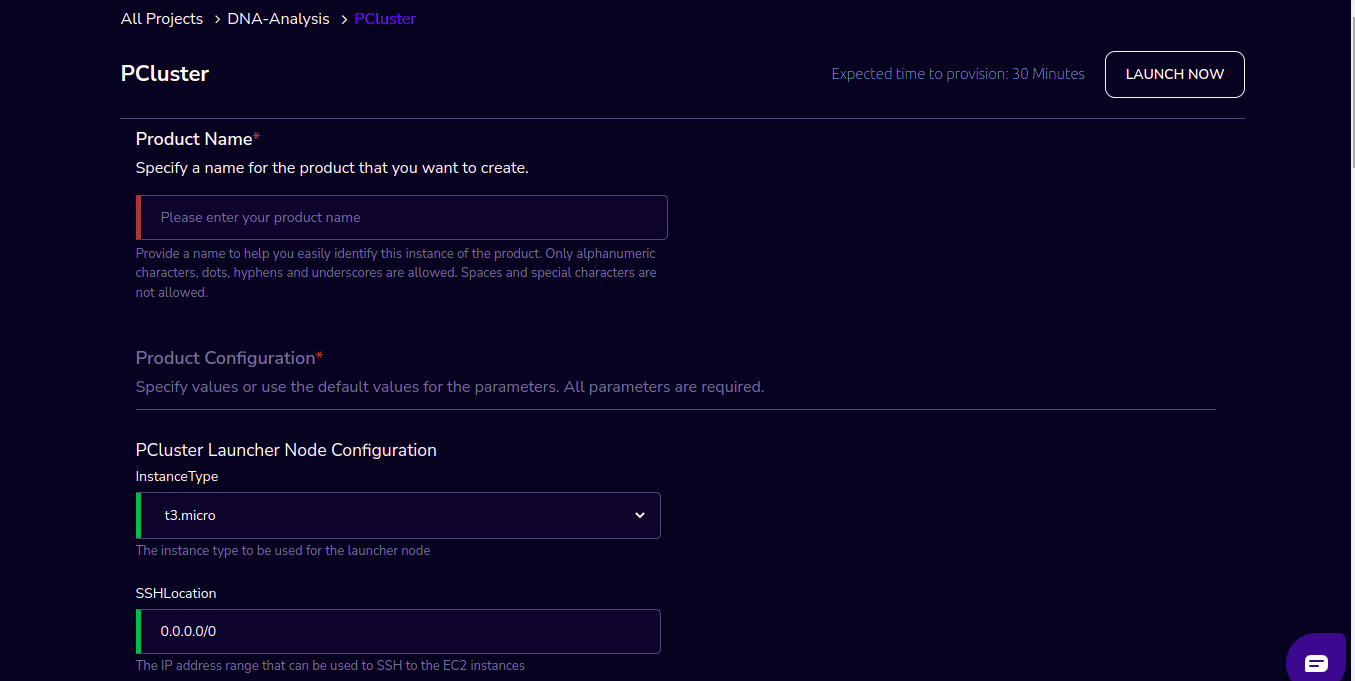 All Projects > DNA-Analysis > PCluster
PCluster
Expected time to provision: 30 Minutes
LAUNCH NOW
Product Name*
Specify a name for the product that you want to create.
Please enter your product name
Provide a name to help you easily identify this instance of the product. Only alphanumeric
characters, dots, hyphens and underscores are allowed. Spaces and special characters are
not allowed.
Product Configuration*
Specify values or use the default values for the parameters. All parameters are required.
PCluster Launcher Node Configuration
InstanceType
t3.micro
The instance type to be used for the launcher node
SSHLocation
0.0.0.0/0
The IP address range that can be used to SSH to the EC2 instances